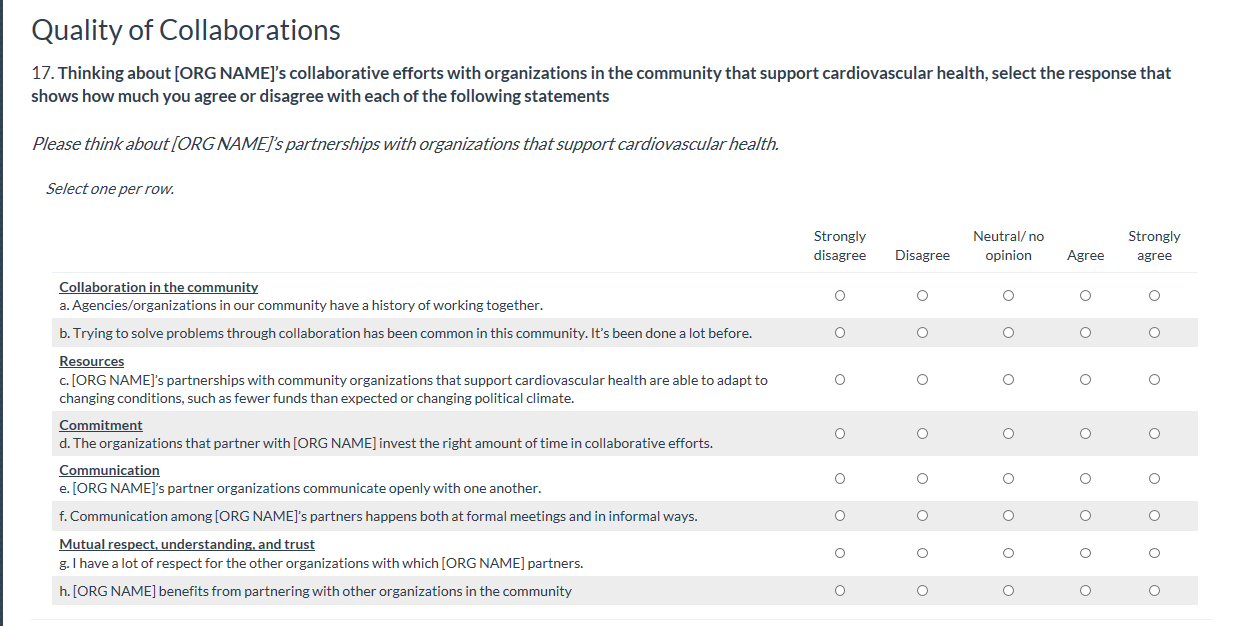 Quality of Collaborations
17. Thinking about [ORG NAME]'s collaborative efforts with organizations in the community that support cardiovascular health, select the response that
shows how much you agree or disagree with each of the following statements
Please think about [ORG NAME]'s partnerships with organizations that support cardiovascular health.
Select one per row.
Strongly disagree
Disagree
Neutral/ no opinion
Agree
Strongly agree
Collaboration in the community
a. Agencies/organizations in our community have a history of working together.
b. Trying to solve problems through collaboration has been common in this community. It's been done a lot before.
Resources
c. [ORG NAME]'s partnerships with community organizations that support cardiovascular health are able to adapt to
changing conditions, such as fewer funds than expected or changing political climate.
Commitment
d. The organizations that partner with [ORG NAME] invest the right amount of time in collaborative efforts.
Communication
e. [ORG NAME]'s partner organizations communicate openly with one another.
f. Communication among [ORG NAME]'s partners happens both at formal meetings and in informal ways.
Mutual respect, understanding, and trust
g. I have a lot of respect for the other organizations with which [ORG NAME] partners.
h. [ORG NAME] benefits from partnering with other organizations in the community